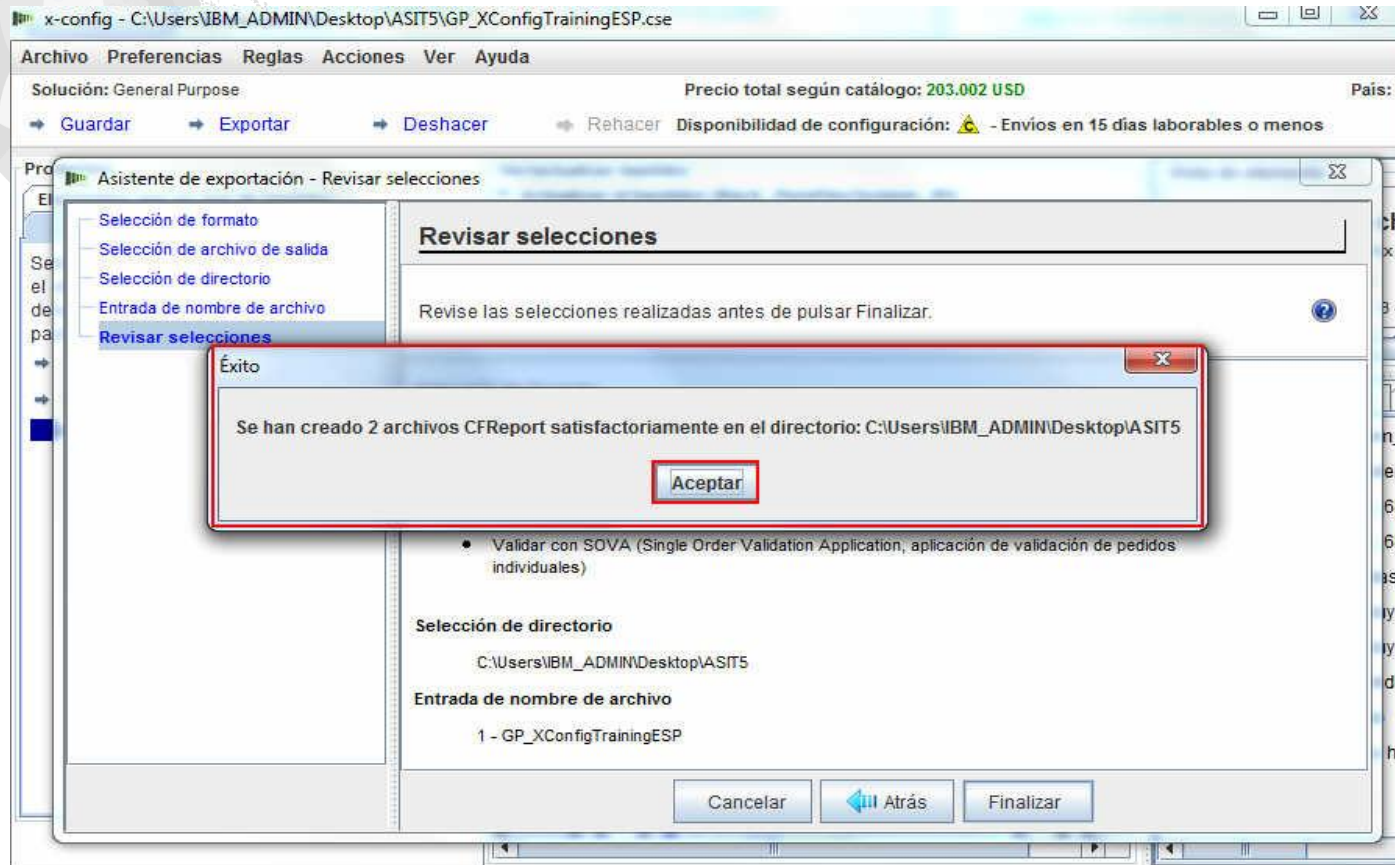 x-config - C:\Users\IBM_ADMIN\Desktop\ASIT5\GP_XConfigTrainingESP.cse
Archivo Preferencias Reglas Acciones Ver Ayuda
Solución: General Purpose Precio total según catálogo: 203.002 USD País:
Guardar Exportar Deshacer Rehacer Disponibilidad de configuración: C - Envíos en 15 días laborables o menos
Asistente de exportación - Revisar selecciones
Selección de formato
Selección de archivo de salida
Selección de directorio
Entrada de nombre de archivo
Revisar selecciones
Revisar selecciones
Revise las selecciones realizadas antes de pulsar Finalizar.
Éxito
Se han creado 2 archivos CFReport satisfactoriamente en el directorio: C:\Users\IBM_ADMIN\Desktop\ASIT5
Aceptar
• Validar con SOVA (Single Order Validation Application, aplicación de validación de pedidos
individuales)
Selección de directorio
C:\Users\IBM_ADMIN\Desktop\ASIT5
Entrada de nombre de archivo
1 - GP_XConfigTrainingESP
Cancelar Atrás Finalizar